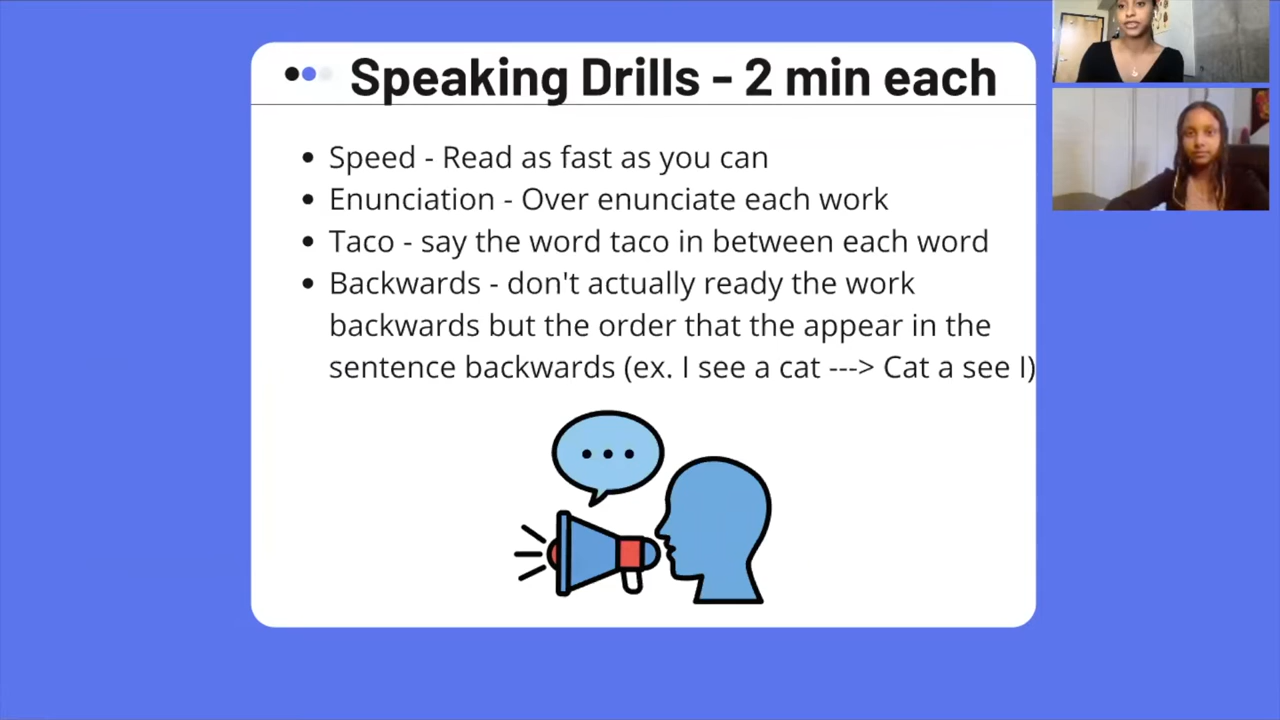 Speaking Drills - 2 min each
Speed - Read as fast as you can
Enunciation - Over enunciate each work
Taco - say the word taco in between each word
Backwards - don't actually ready the work
backwards but the order that the appear in the
sentence backwards (ex. I see a cat ---> Cat a see I)